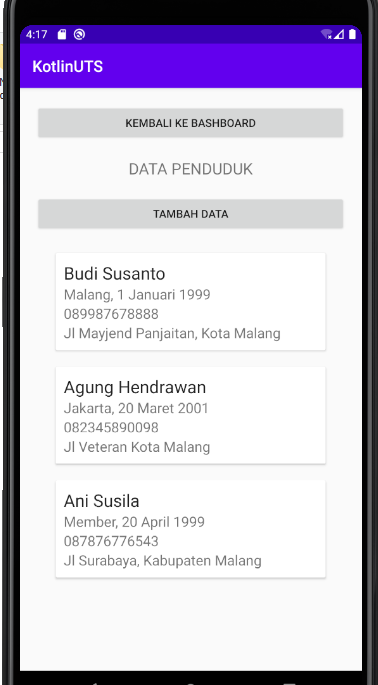 4:17
KotlinUTS
KEMBALI KE BASHBOARD
DATA PENDUDUK
TAMBAH DATA
Budi Susanto
Malang, 1 Januari 1999
089987678888
Jl Mayjend Panjaitan, Kota Malang
Agung Hendrawan
Jakarta, 20 Maret 2001
082345890098
Jl Veteran Kota Malang
Ani Susila
Member, 20 April 1999
087876776543
Jl Surabaya, Kabupaten Malang